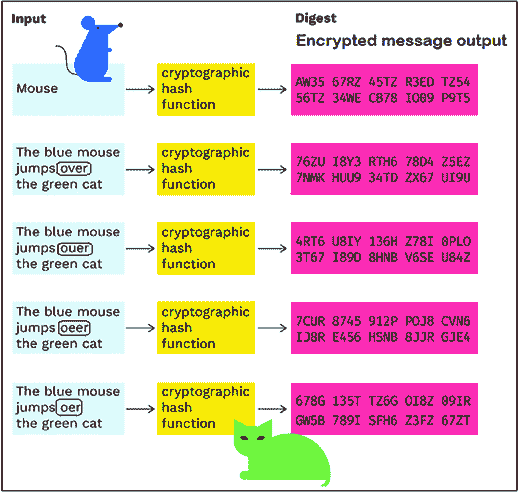 Input
Digest
Encrypted message output
Mouse
cryptographic
hash
function
AW35 67RZ 45TZ R3ED TZ54
56TZ 34WE C878 IO09 P9T5
The blue mouse
jumps over
the green cat
cryptographic
hash
function
76ZU I8Y3 RTH6 78D4 Z5EZ
7NMK HUU9 34TD ZX67 UI9U
The blue mouse
jumps ouer
the green cat
cryptographic
hash
function
4RT6 U8IY 136H Z78I 8PLO
3T67 I89D 8HNB V6SE U84Z
The blue mouse
jumps oeer
the green cat
cryptographic
hash
function
7CUR 8745 912P POJ8 CVN6
IJ8R E456 HSNB 8JJR GJE4
The blue mouse
jumps oer
the green cat
cryptographic
hash
function
678G 135T TZ6G OI8Z 09IR
GW5B 789I SFH6 Z3FZ 67ZT